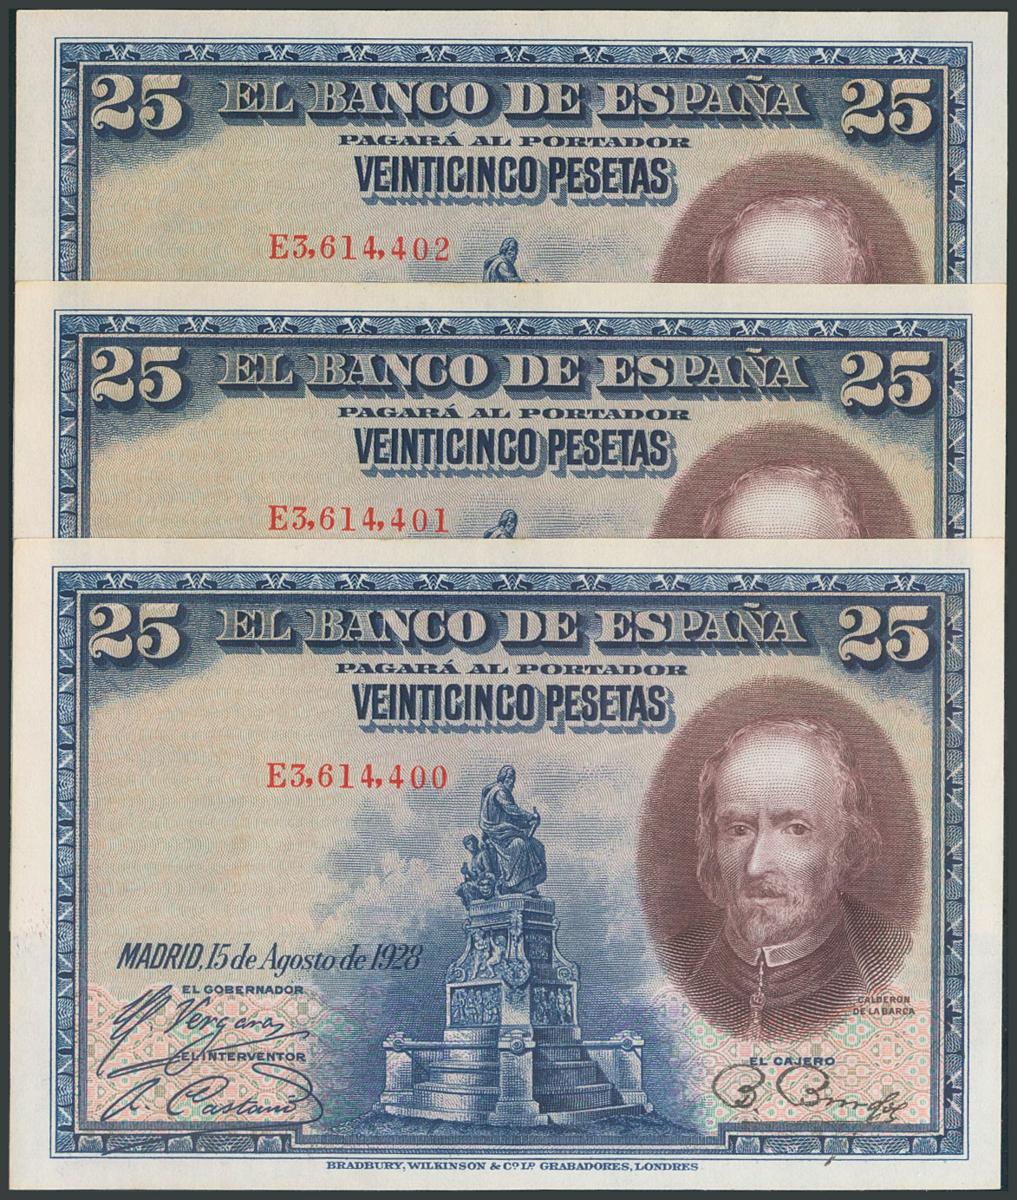 25 EL BANCO DE ESPAÑA 25
PAGARÁ AL PORTADOR
VEINTICINCO PESETAS
E3,614,402
25 EL BANCO DE ESPAÑA 25
PAGARÁ AL PORTADOR
VEINTICINCO PESETAS
E3,614,401
25 EL BANCO DE ESPAÑA 25
PAGARÁ AL PORTADOR
VEINTICINCO PESETAS
E3,614,400
MADRID, 15 de Agosto de 1928
EL GOBERNADOR
Vergara
EL INTERVENTOR
CALDERON
DE LA BARCA
EL CAJERO
BRADBURY, WILKINSON & Cº Lᴰ GRABADORES, LONDRES